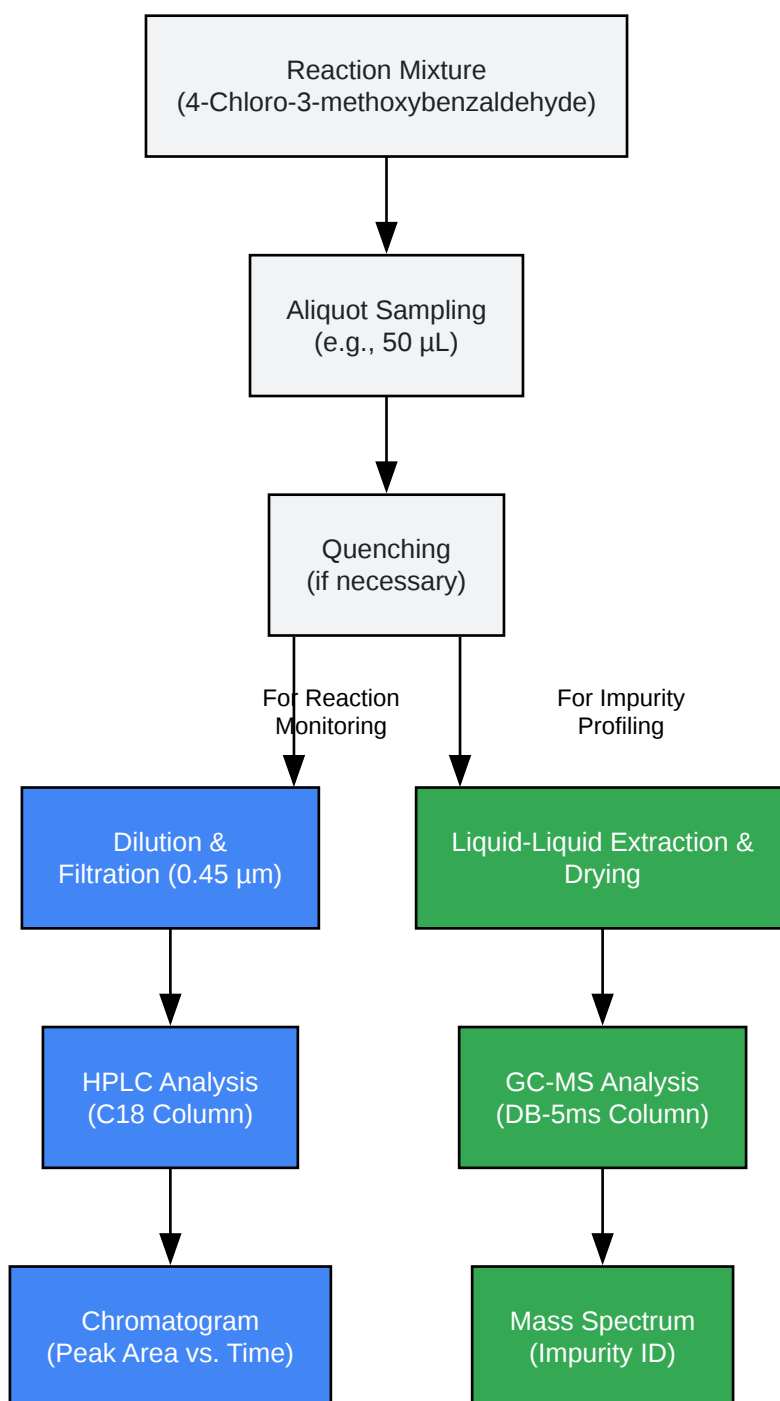 Reaction Mixture
(4-Chloro-3-methoxybenzaldehyde)
Aliquot Sampling
(e.g., 50 µL)
Quenching
(if necessary)
For Reaction
Monitoring
For Impurity
Profiling
Dilution &
Filtration (0.45 µm)
Liquid-Liquid Extraction &
Drying
HPLC Analysis
(C18 Column)
GC-MS Analysis
(DB-5ms Column)
Chromatogram
(Peak Area vs. Time)
Mass Spectrum
(Impurity ID)